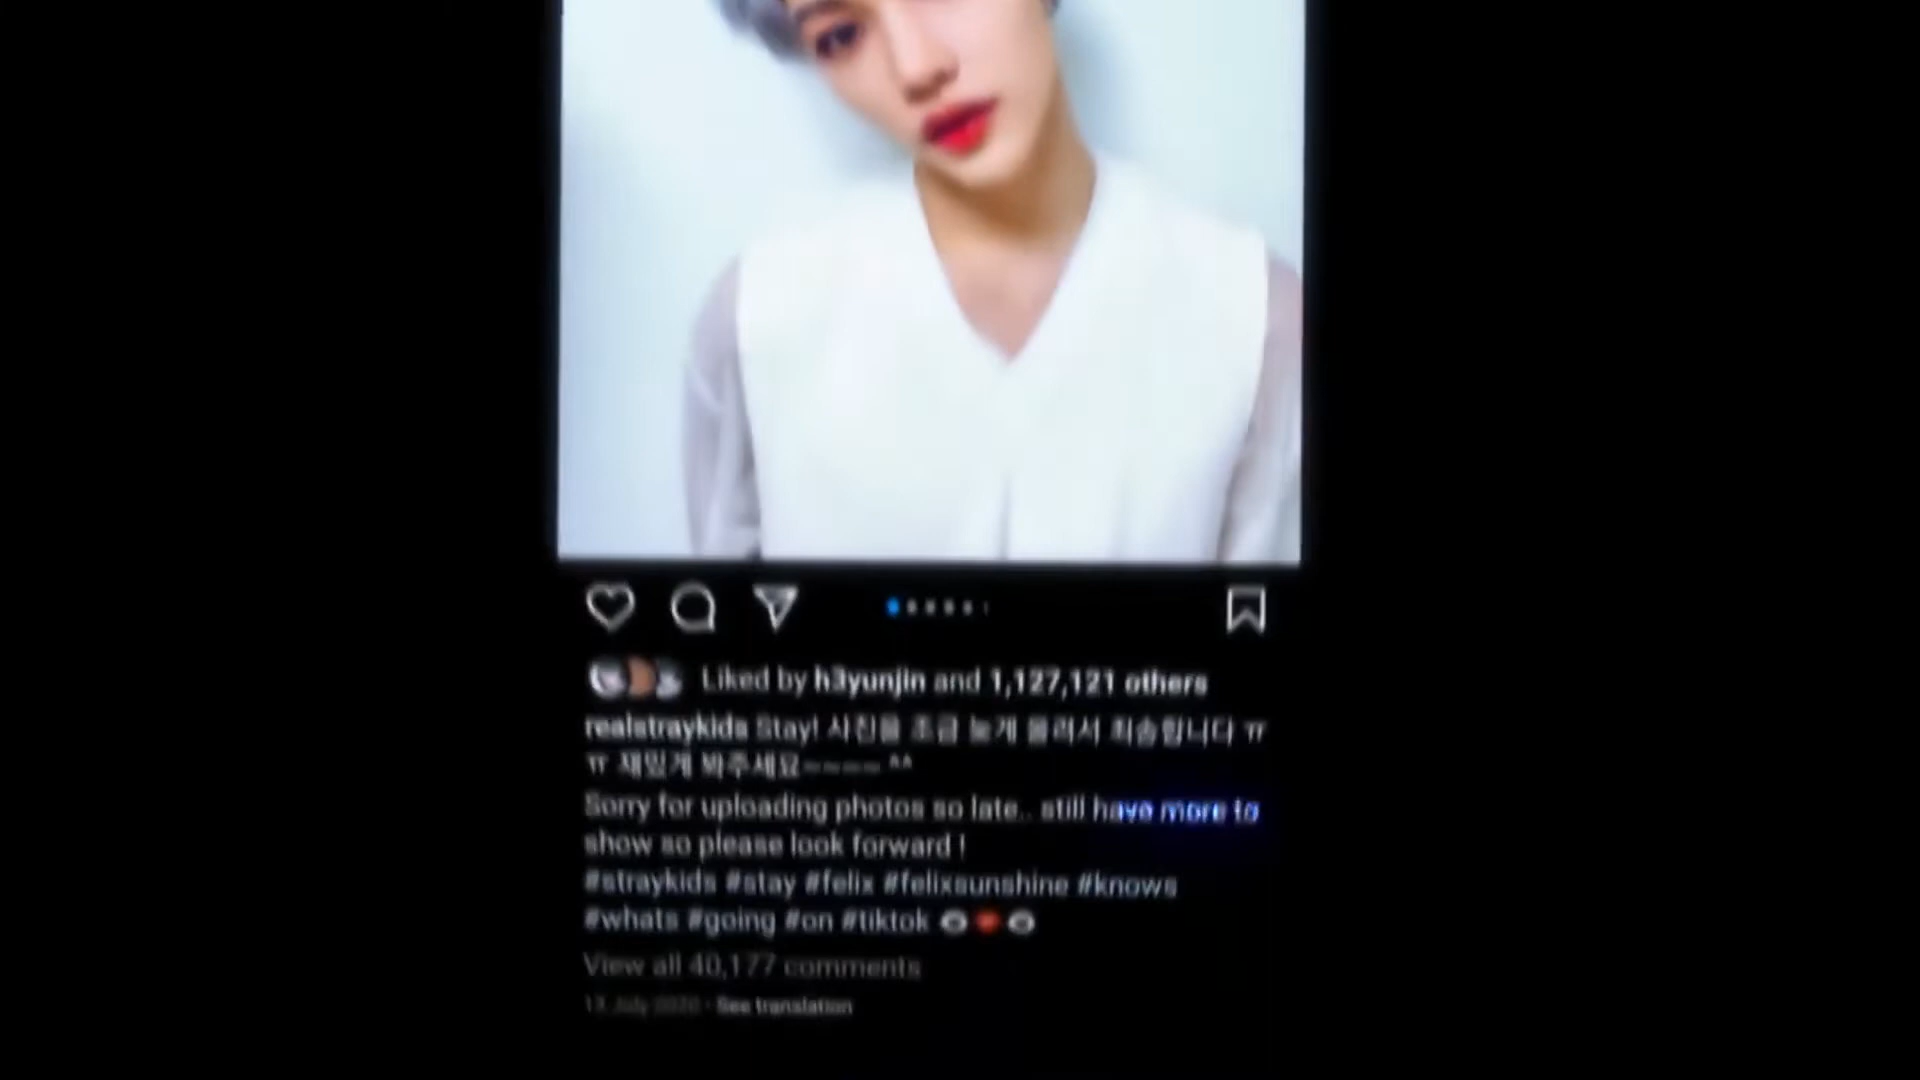 Liked by h3yunjin and 1,127,121 others
realstraykids Stay! 사진을 조금 늦게 올려서 죄송합니다 ㅠ
ㅠ 재밌게 봐주세요~~~~ ^^
Sorry for uploading photos so late.. still have more to
show so please look forward !
#straykids #stay #felix #felixsunshine #knows
#whats #going #on #tiktok
View all 40,177 comments
July 2020 · See translation